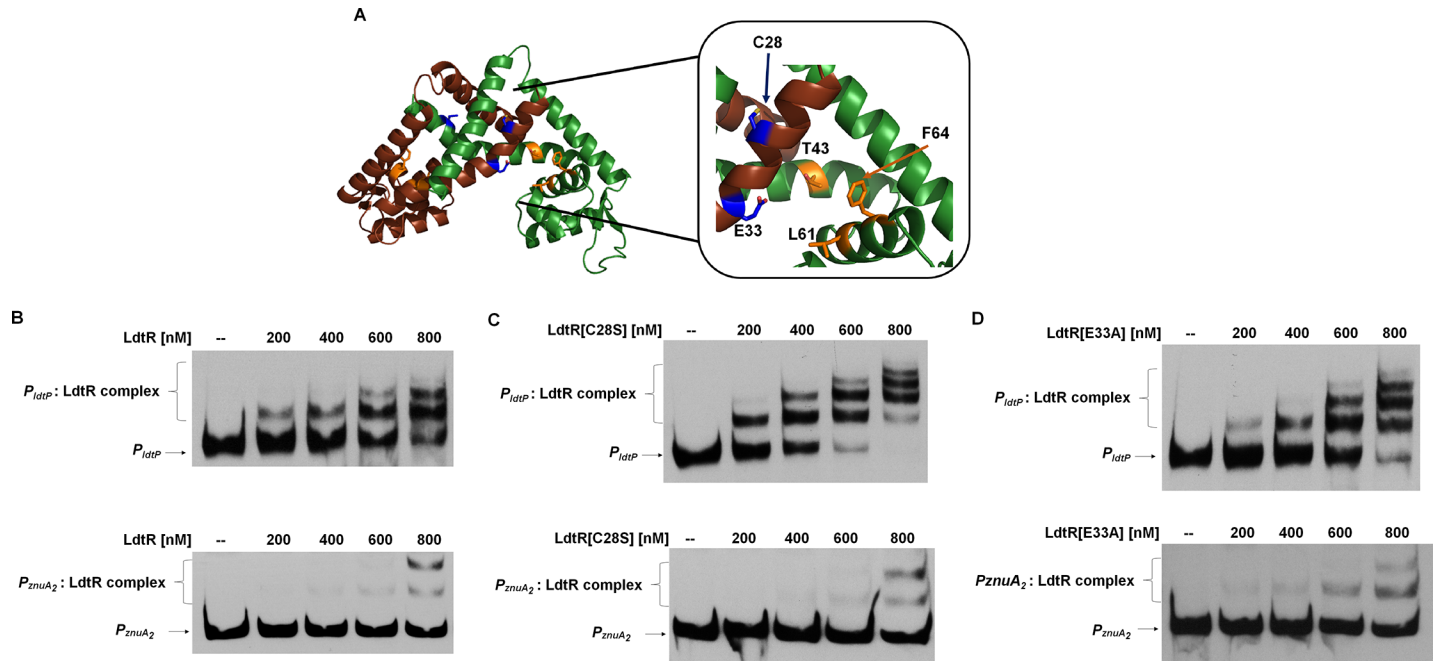 A
C28
F64
T43
E33
L61
B
LdtR [nM] -- 200 400 600 800
PldtP : LdtR complex
PldtP
LdtR [nM] -- 200 400 600 800
PznuA2 : LdtR complex
PznuA2
C
LdtR[C28S] [nM] -- 200 400 600 800
PldtP : LdtR complex
PldtP
LdtR[C28S] [nM] -- 200 400 600 800
PznuA2 : LdtR complex
PznuA2
D
LdtR[E33A] [nM] -- 200 400 600 800
PldtP : LdtR complex
PldtP
LdtR[E33A] [nM] -- 200 400 600 800
PznuA2 : LdtR complex
PznuA2